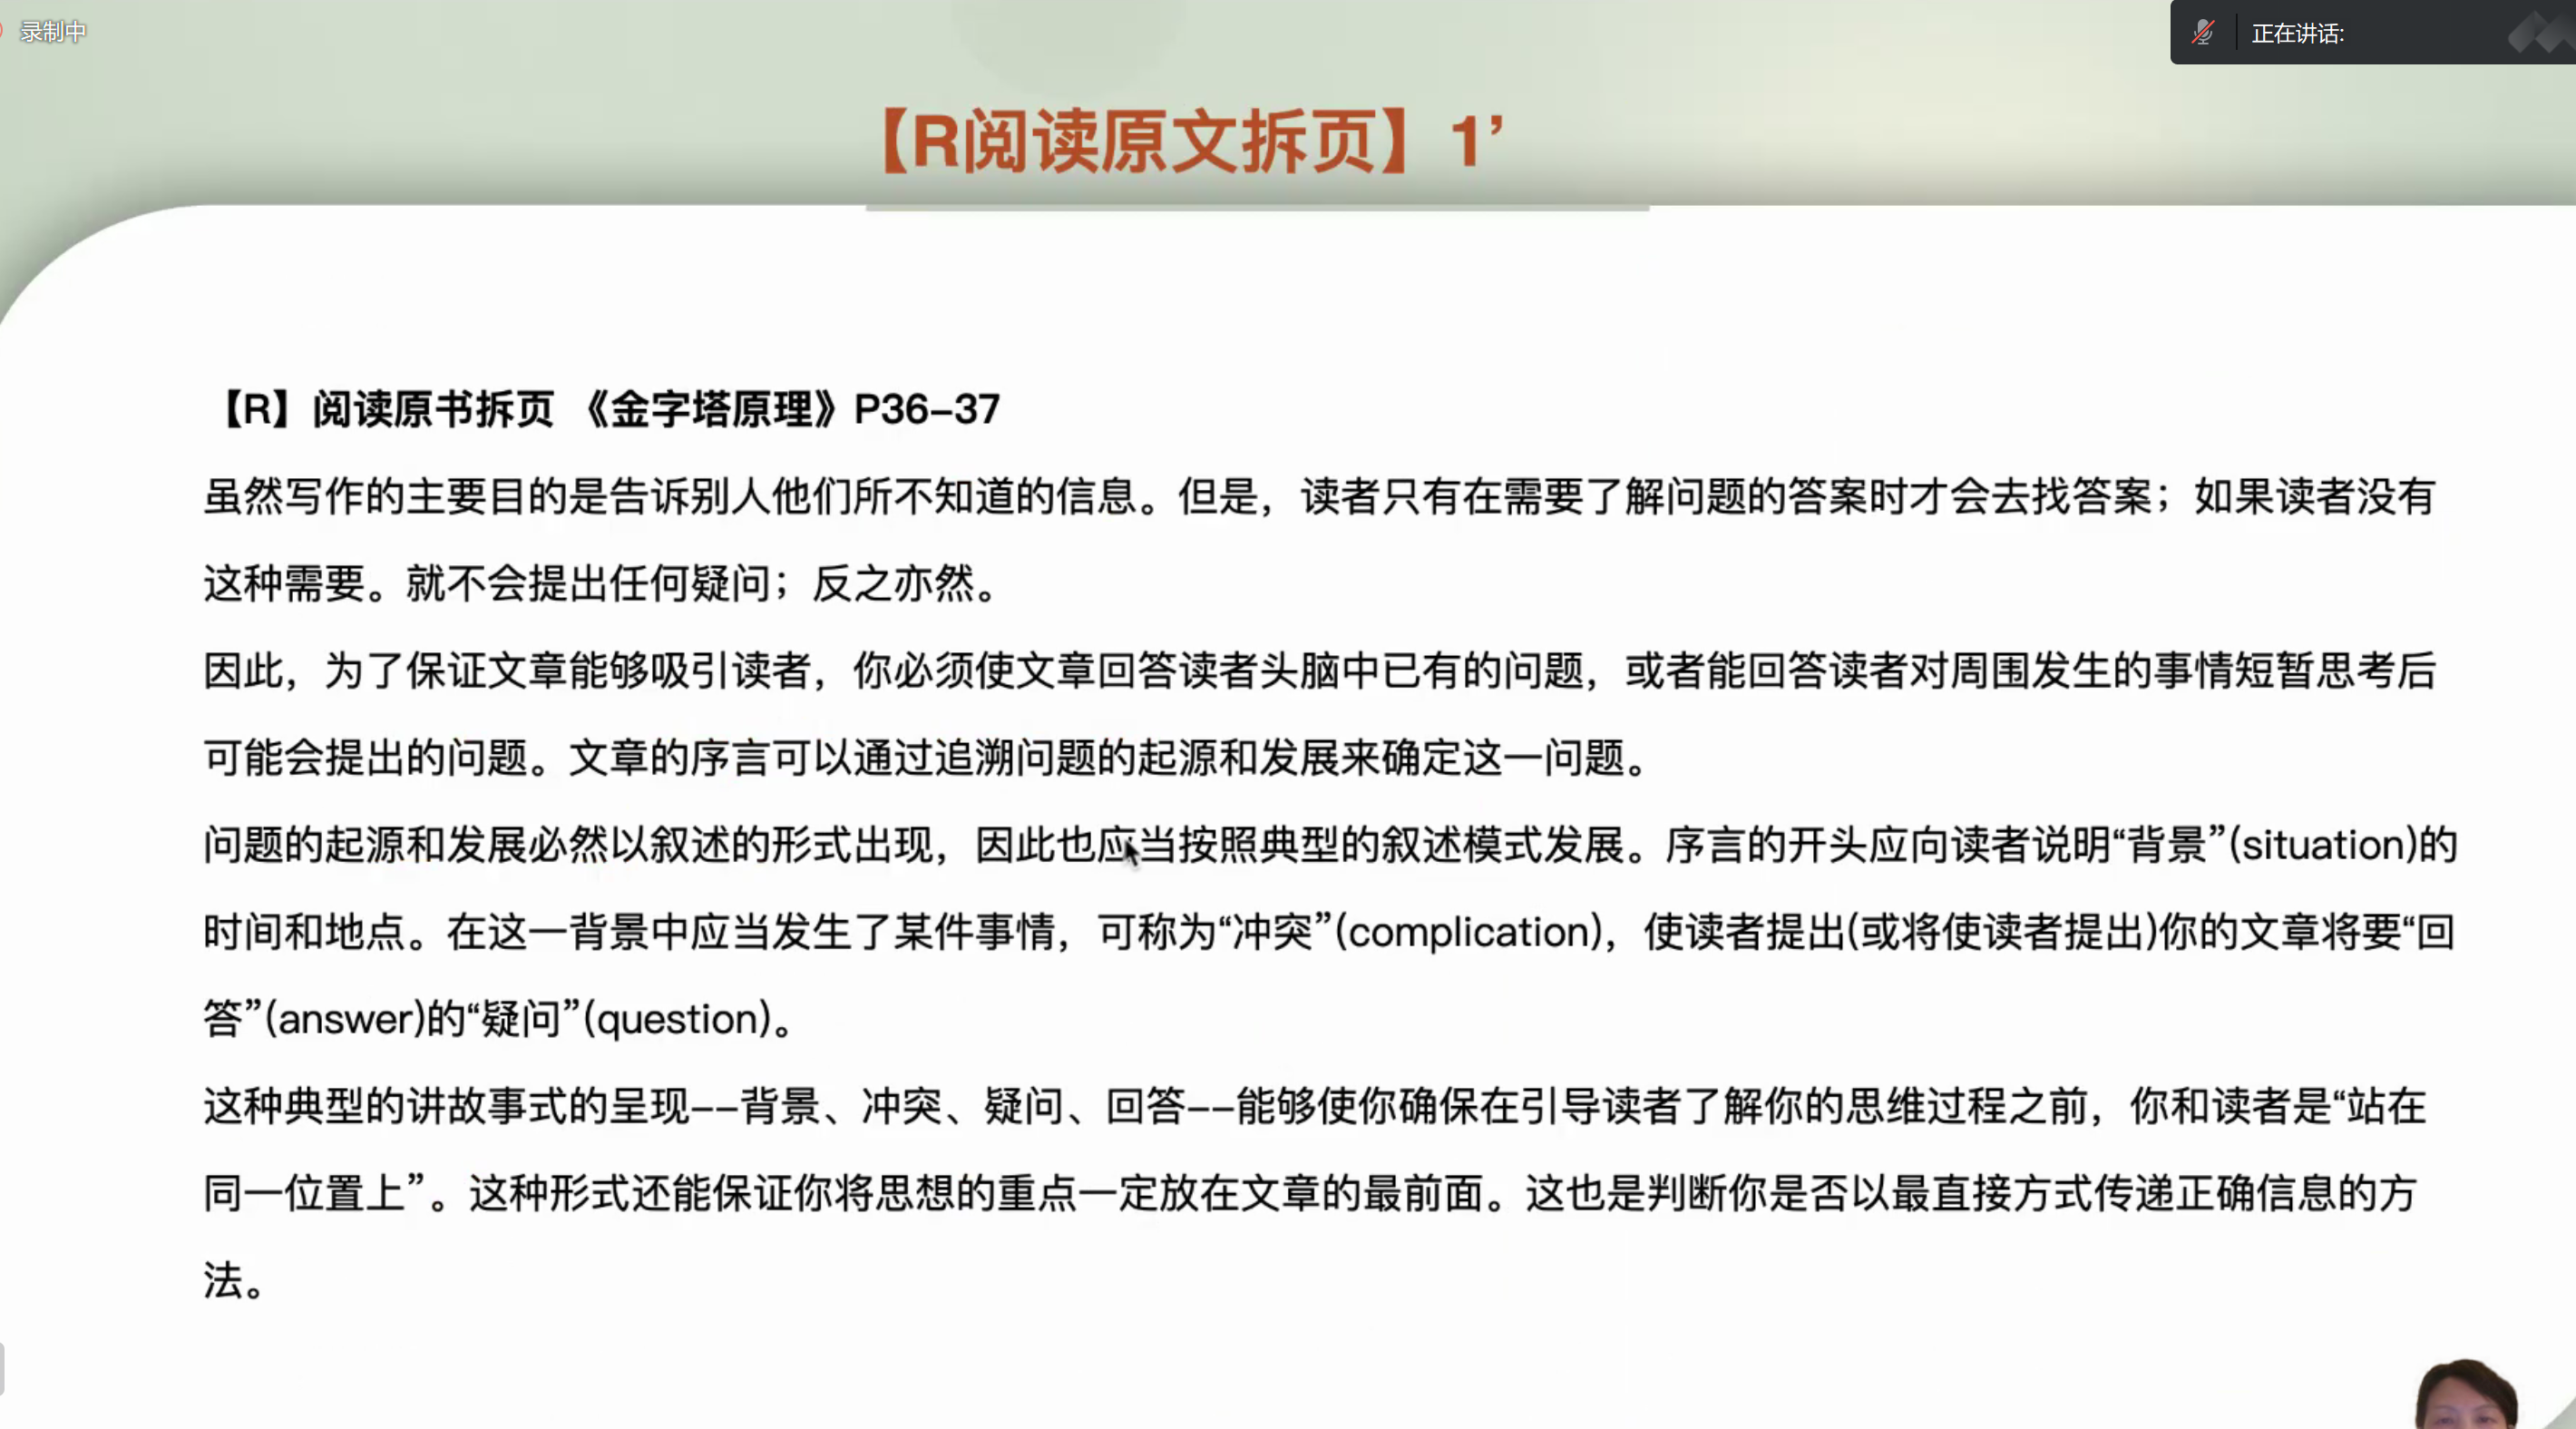 录制中
正在讲话:
【R阅读原文拆页】1’
【R】阅读原书拆页 《金字塔原理》P36-37
虽然写作的主要目的是告诉别人他们所不知道的信息。但是，读者只有在需要了解问题的答案时才会去找答案；如果读者没有
这种需要。就不会提出任何疑问；反之亦然。
因此，为了保证文章能够吸引读者，你必须使文章回答读者头脑中已有的问题，或者能回答读者对周围发生的事情短暂思考后
可能会提出的问题。文章的序言可以通过追溯问题的起源和发展来确定这一问题。
问题的起源和发展必然以叙述的形式出现，因此也应当按照典型的叙述模式发展。序言的开头应向读者说明“背景”(situation)的
时间和地点。在这一背景中应当发生了某件事情，可称为“冲突”(complication)，使读者提出(或将使读者提出)你的文章将要“回
答”(answer)的“疑问”(question)。
这种典型的讲故事式的呈现--背景、冲突、疑问、回答--能够使你确保在引导读者了解你的思维过程之前，你和读者是“站在
同一位置上”。这种形式还能保证你将思想的重点一定放在文章的最前面。这也是判断你是否以最直接方式传递正确信息的方
法。